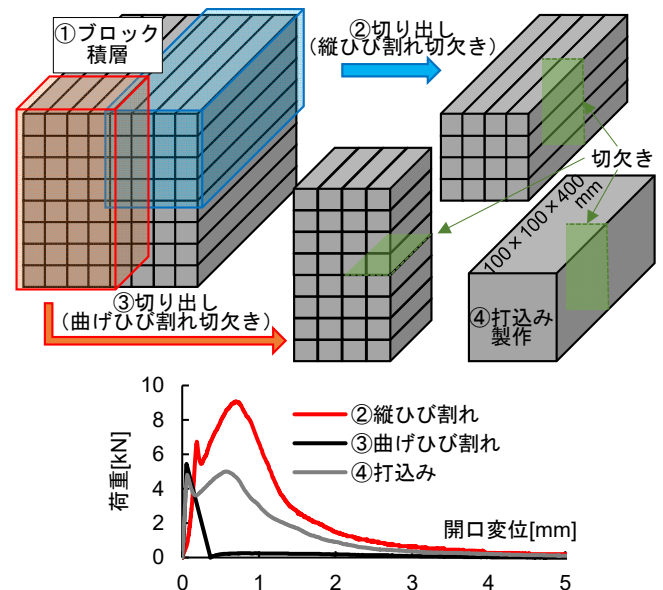 ①ブロック
積層
②切り出し
(縦ひび割れ切欠き)
切欠き
100×100×400
mm
③切り出し
(曲げひび割れ切欠き)
④打込み
製作
荷重[kN]
10
8
6
4
2
0
②縦ひび割れ
③曲げひび割れ
④打込み
開口変位[mm]
0 1 2 3 4 5